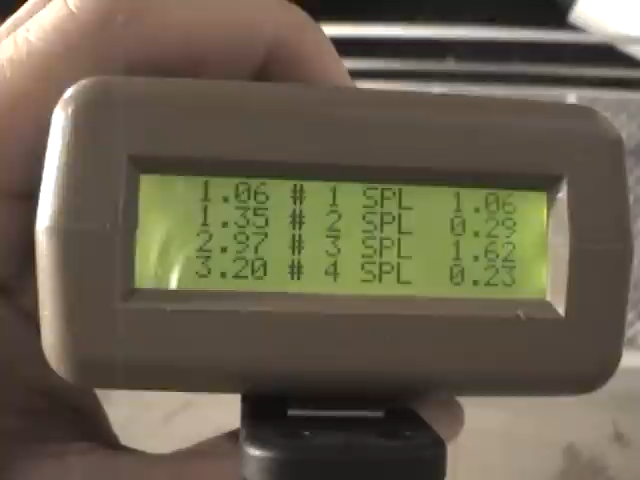 1.06 # 1 SPL 1.06
1.35 # 2 SPL 0.29
2.97 # 3 SPL 1.62
3.20 # 4 SPL 0.23